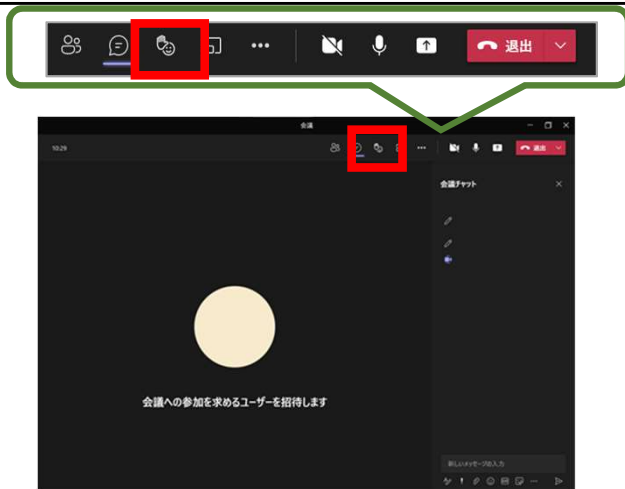 退出
会議
10:29
退出
会議チャット
会議への参加を求めるユーザーを招待します
新しいメッセージの入力